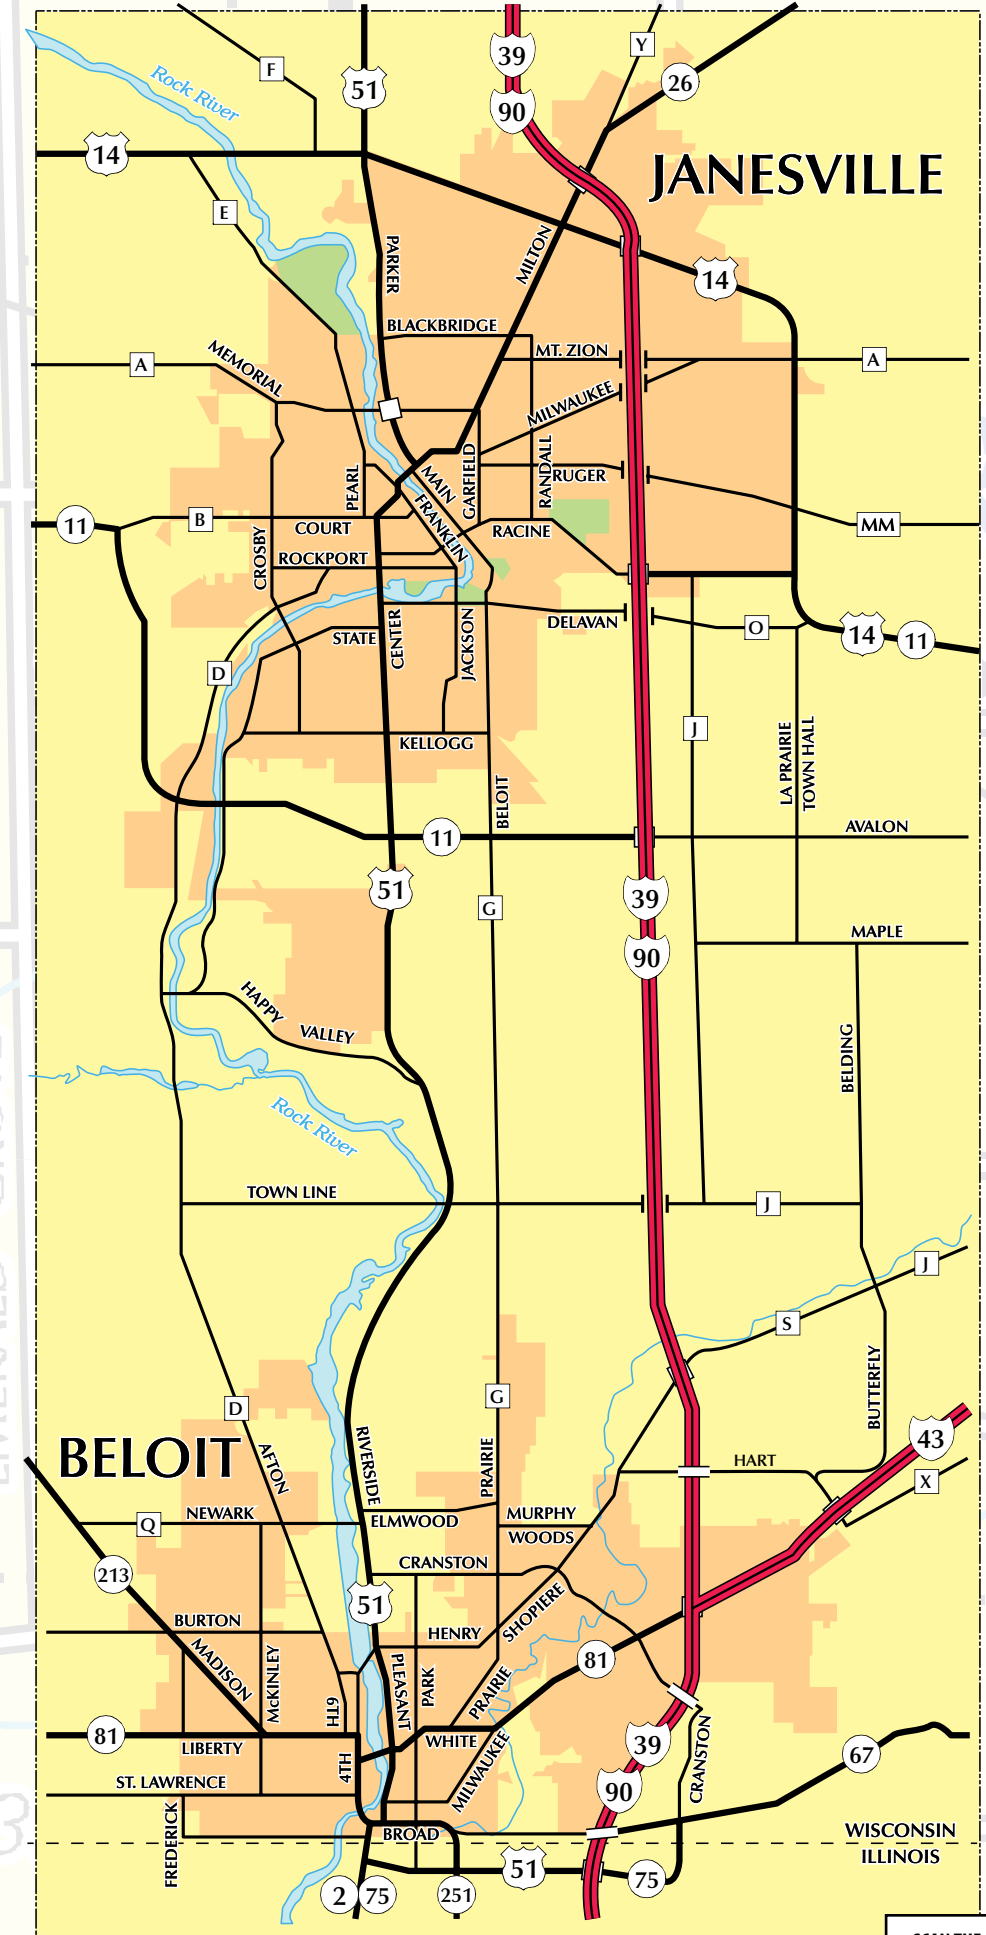 39
Y
F
51
26
Rock River
90
14
JANESVILLE
E
PARKER
MILTON
14
BLACKBRIDGE
MT. ZION
A
A
MEMORIAL
MILWAUKEE
MAIN
GARFIELD
RANDALL
RUGER
PEARL
FRANKLIN
B
COURT
RACINE
11
MM
CROSBY
ROCKPORT
DELAVAN
O
14
11
STATE
CENTER
JACKSON
D
J
LA PRAIRIE
TOWN HALL
KELLOGG
BELOIT
11
AVALON
51
39
G
MAPLE
90
HAPPY
VALLEY
BELDING
Rock River
TOWN LINE
J
J
S
BUTTERFLY
G
D
43
BELOIT
AFTON
RIVERSIDE
PRAIRIE
HART
X
NEWARK
Q
ELMWOOD
MURPHY
WOODS
CRANSTON
213
51
SHOPIERE
BURTON
HENRY
MADISON
McKINLEY
81
PLEASANT
PARK
PRAIRIE
6TH
81
LIBERTY
WHITE
39
CRANSTON
67
4TH
MILWAUKEE
ST. LAWRENCE
90
FREDERICK
BROAD
WISCONSIN
ILLINOIS
51
75
2
75
251